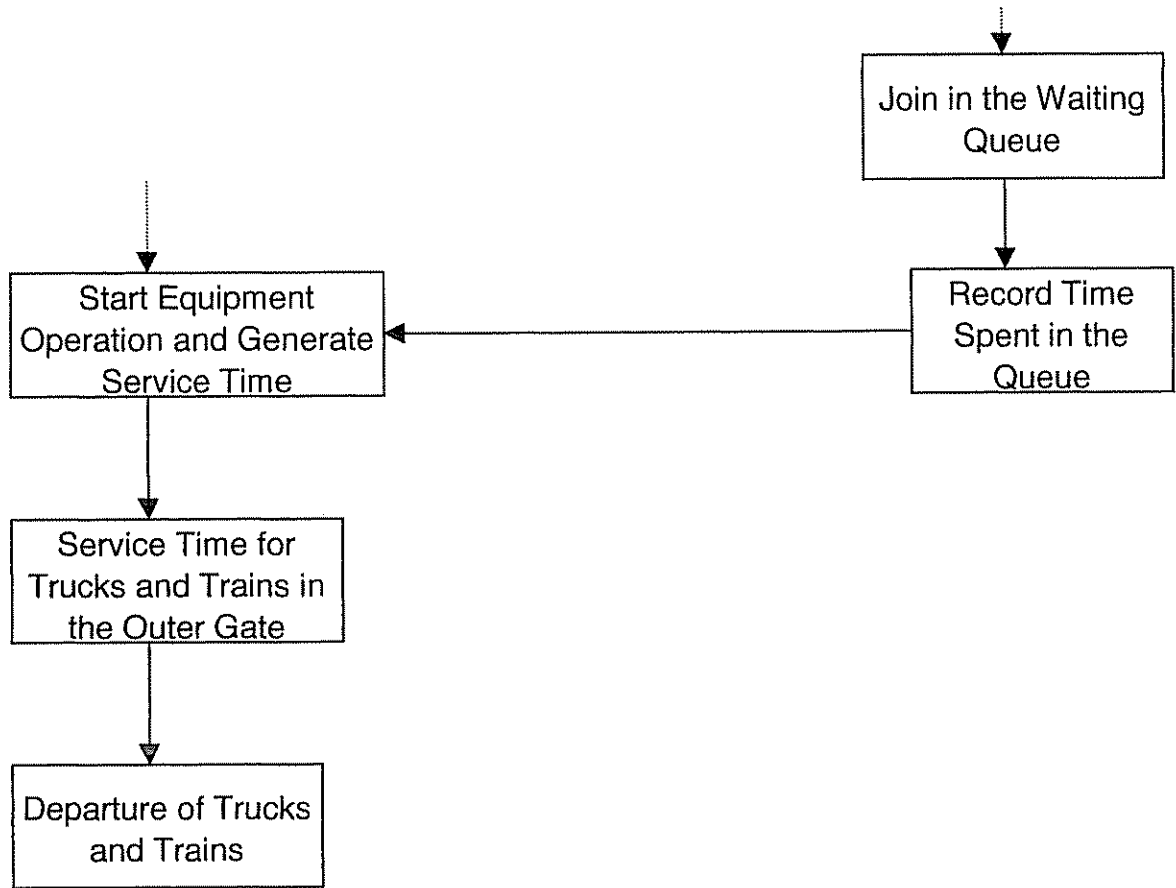 Join in the Waiting
Queue
Start Equipment
Operation and Generate
Service Time
Record Time
Spent in the
Queue
Service Time for
Trucks and Trains in
the Outer Gate
Departure of Trucks
and Trains